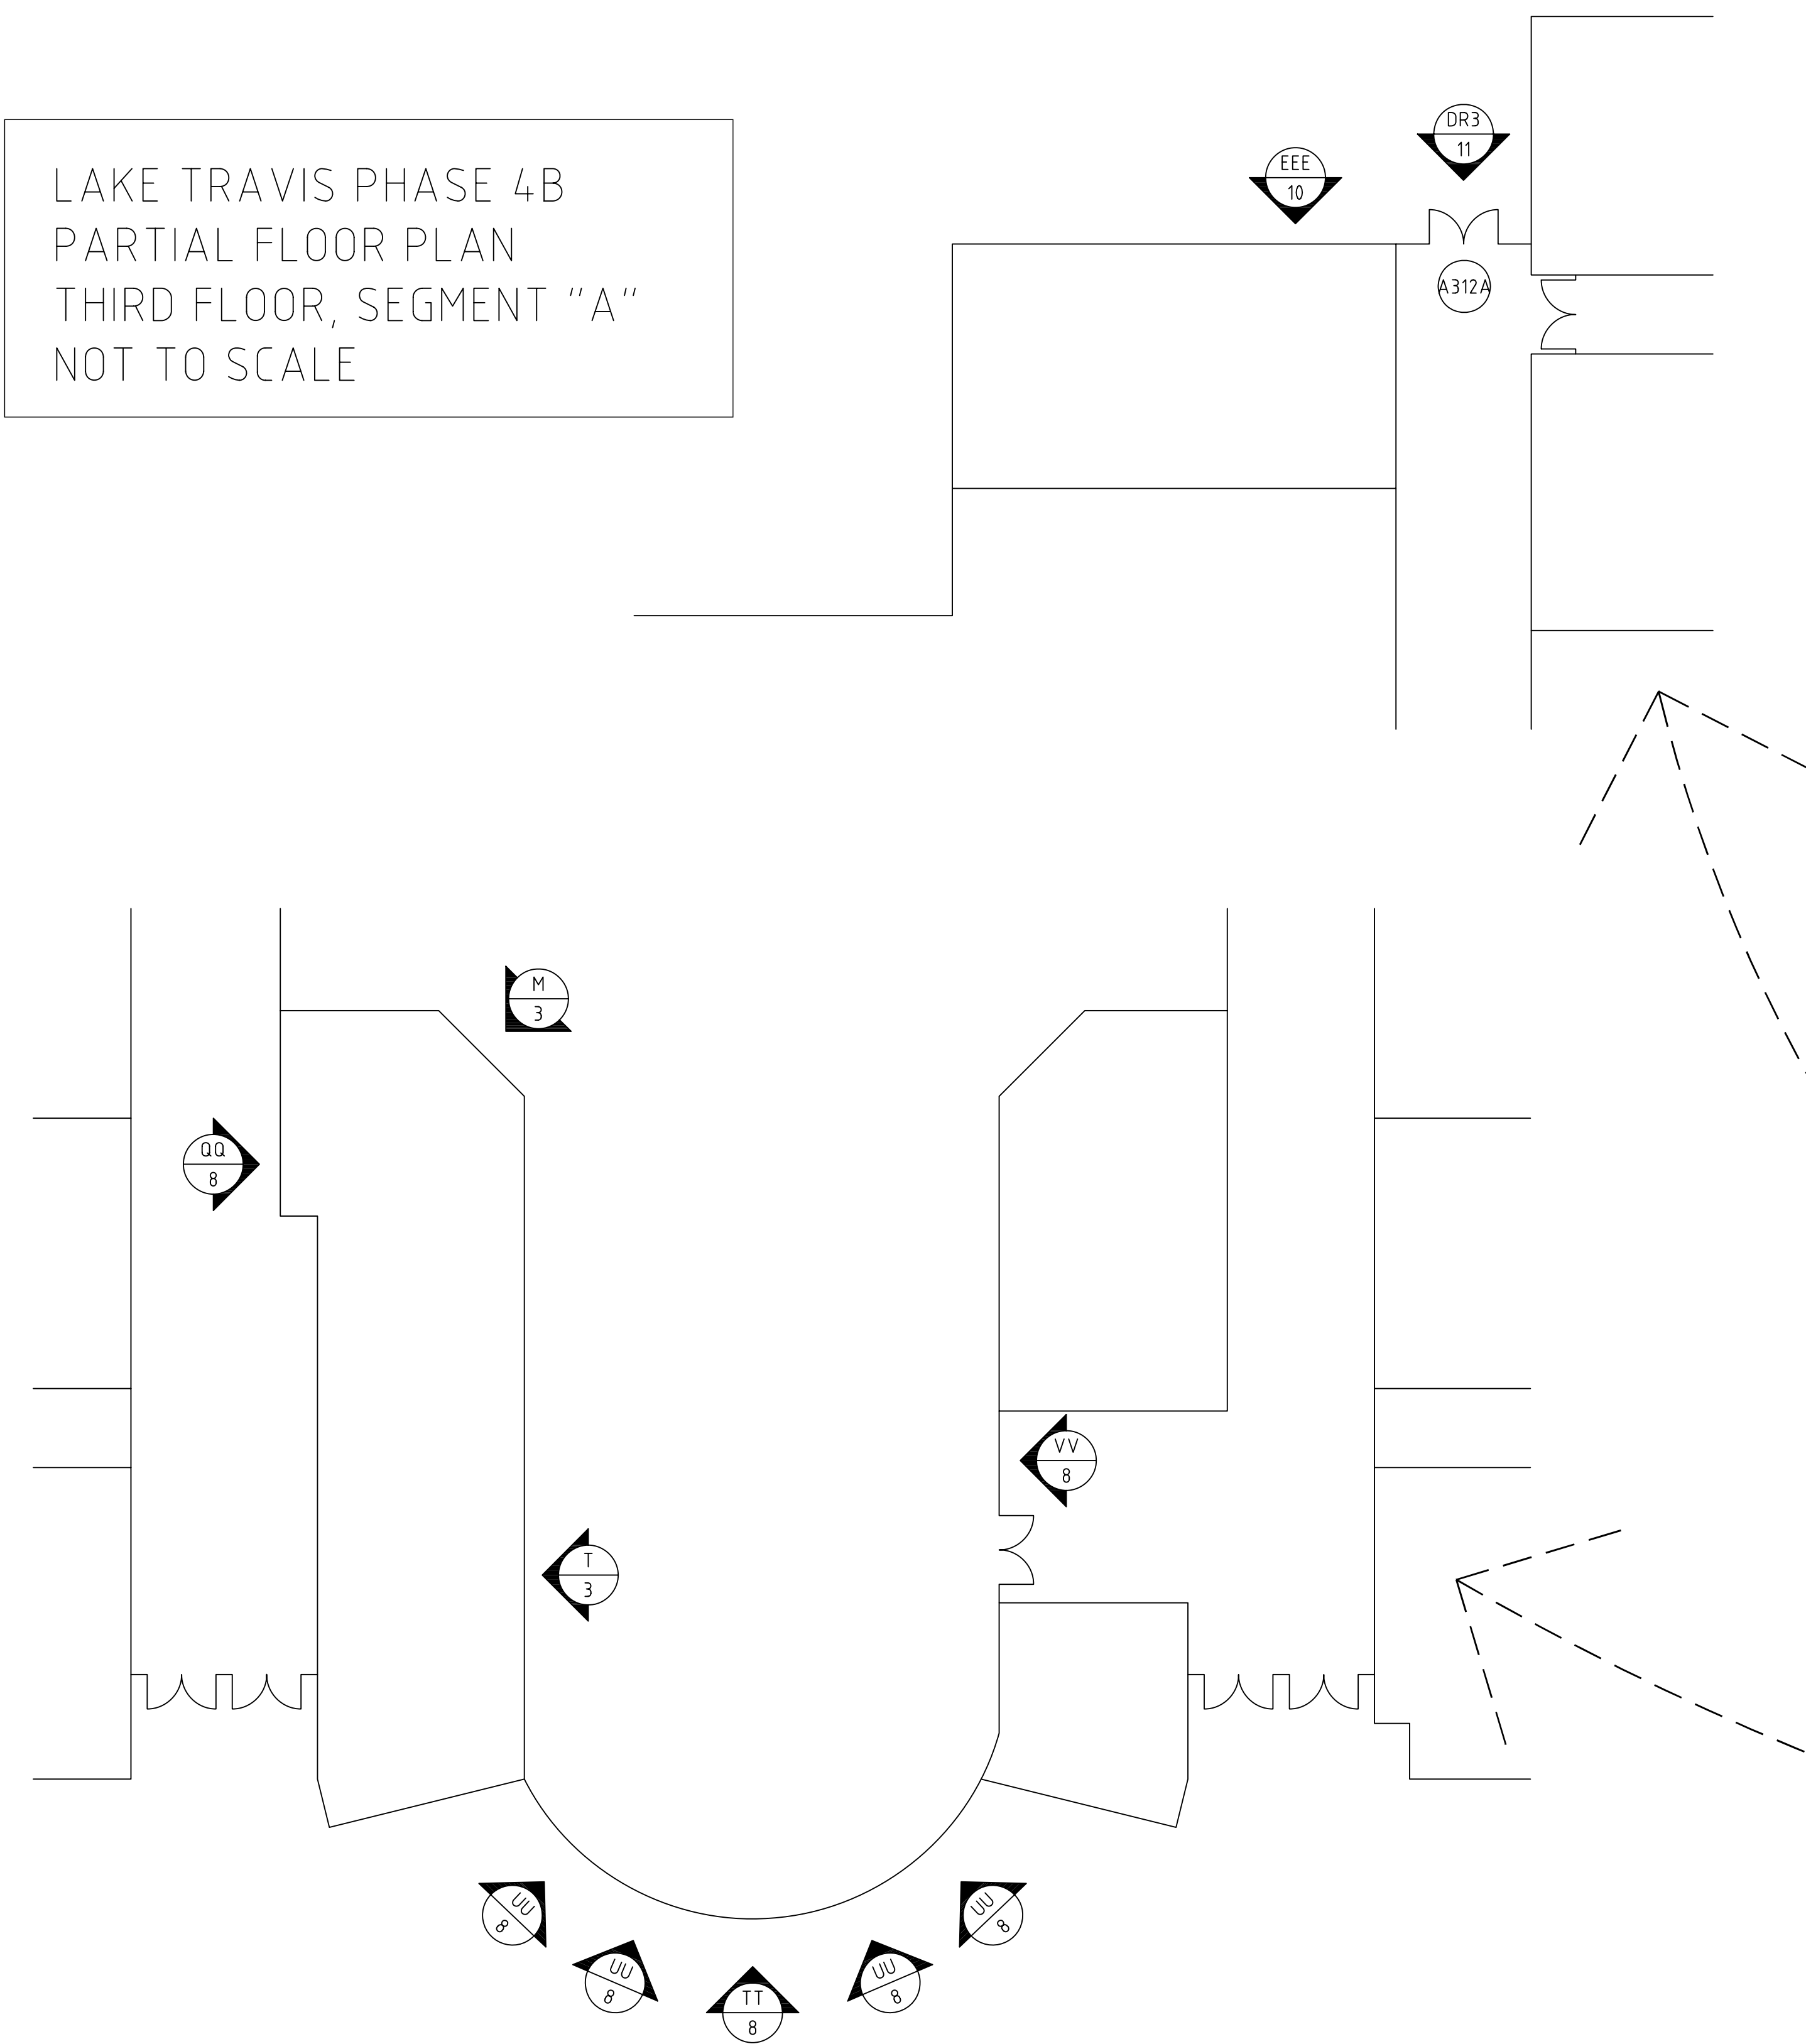 LAKE TRAVIS PHASE 4B
PARTIAL FLOOR PLAN
THIRD FLOOR, SEGMENT "A"
NOT TO SCALE
DR3
11
EEE
10
A312A
M
3
QQ
8
VV
8
T
3
UU
8
UU
8
TT
8
UU
8
UU
8